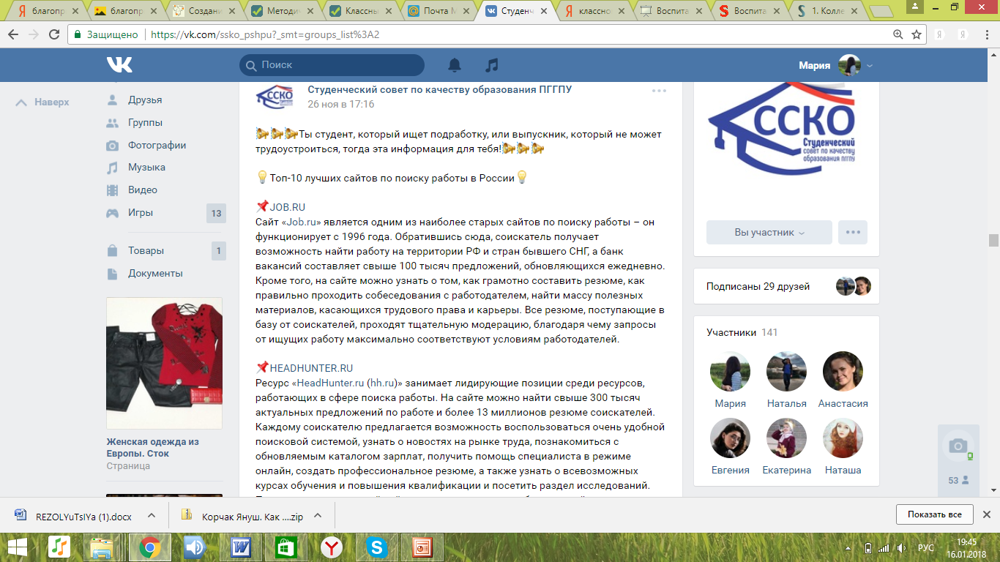 благопр
благопр
Создани
Методич
Классны
Почта М
Студенч
классно
Воспита
Воспита
1. Колле
Защищено
https://vk.com/ssko_pshpu?_smt=groups_list%3A2
Поиск
Мария
Наверх
Друзья
Группы
Фотографии
Музыка
Видео
Игры 13
Товары 1
Документы
Женская одежда из
Европы. Сток
Страница
ССКО
Студенческий совет по качеству образования ПГГПУ
26 ноя в 17:16
Ты студент, который ищет подработку, или выпускник, который не может
трудоустроиться, тогда эта информация для тебя!
Топ-10 лучших сайтов по поиску работы в России
JOB.RU
Сайт «Job.ru» является одним из наиболее старых сайтов по поиску работы – он
функционирует с 1996 года. Обратившись сюда, соискатель получает
возможность найти работу на территории РФ и стран бывшего СНГ, а банк
вакансий составляет свыше 100 тысяч предложений, обновляющихся ежедневно.
Кроме того, на сайте можно узнать о том, как грамотно составить резюме, как
правильно проходить собеседования с работодателем, найти массу полезных
материалов, касающихся трудового права и карьеры. Все резюме, поступающие в
базу от соискателей, проходят тщательную модерацию, благодаря чему запросы
от ищущих работу максимально соответствуют условиям работодателей.
HEADHUNTER.RU
Ресурс «HeadHunter.ru (hh.ru)» занимает лидирующие позиции среди ресурсов,
работающих в сфере поиска работы. На сайте можно найти свыше 300 тысяч
актуальных предложений по работе и более 13 миллионов резюме соискателей.
Каждому соискателю предлагается возможность воспользоваться очень удобной
поисковой системой, узнать о новостях на рынке труда, познакомиться с
обновляемым каталогом зарплат, получить помощь специалиста в режиме
онлайн, создать профессиональное резюме, а также узнать о всевозможных
курсах обучения и повышения квалификации и посетить раздел исследований.
ССКО
Студенческий
совет по качеству
образования ПГГПУ
Вы участник
Подписаны 29 друзей
Участники 141
Мария Наталья Анастасия
Евгения Екатерина Наташа
53
REZOLYuTsIYa (1).docx
Корчак Януш. Как ....zip
Показать все
РУС
19:45
16.01.2018